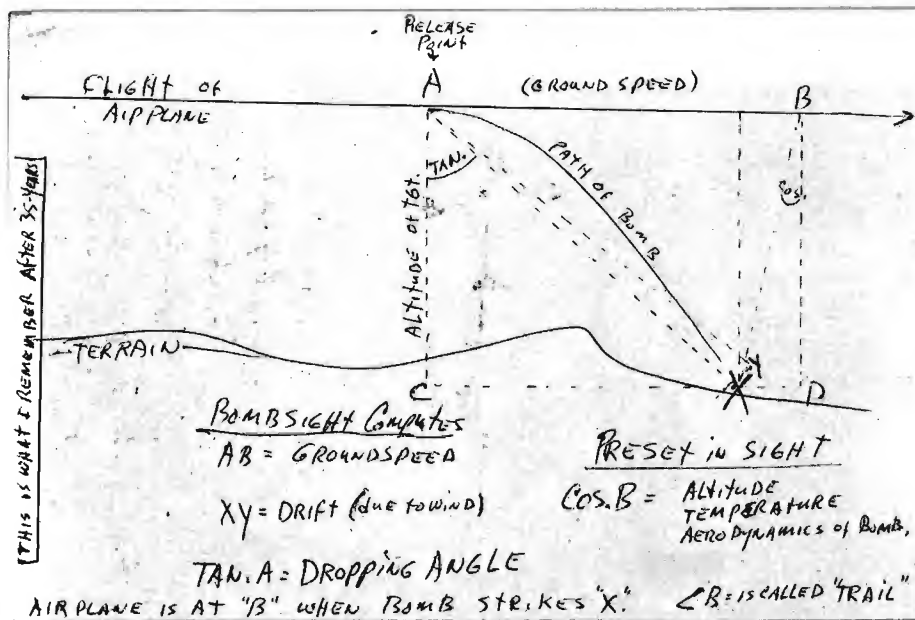 RELEASE
POINT
A
FLIGHT OF
AIRPLANE
(GROUND SPEED)
B
TAN.
PATH OF BOMB
COS.
ALTITUDE OF TGT.
THIS IS WHAT I REMEMBER AFTER 35-YEARS
TERRAIN
C
X
Y
D
BOMBSIGHT COMPUTES
AB = GROUNDSPEED
XY = DRIFT (due to WIND)
PRESET in SIGHT
COS.B = ALTITUDE
TEMPERATURE
AERODYNAMICS of BOMB.
TAN.A = DROPPING ANGLE
AIRPLANE IS AT "B" WHEN BOMB STRIKES "X." ∠B = is CALLED "TRAIL"